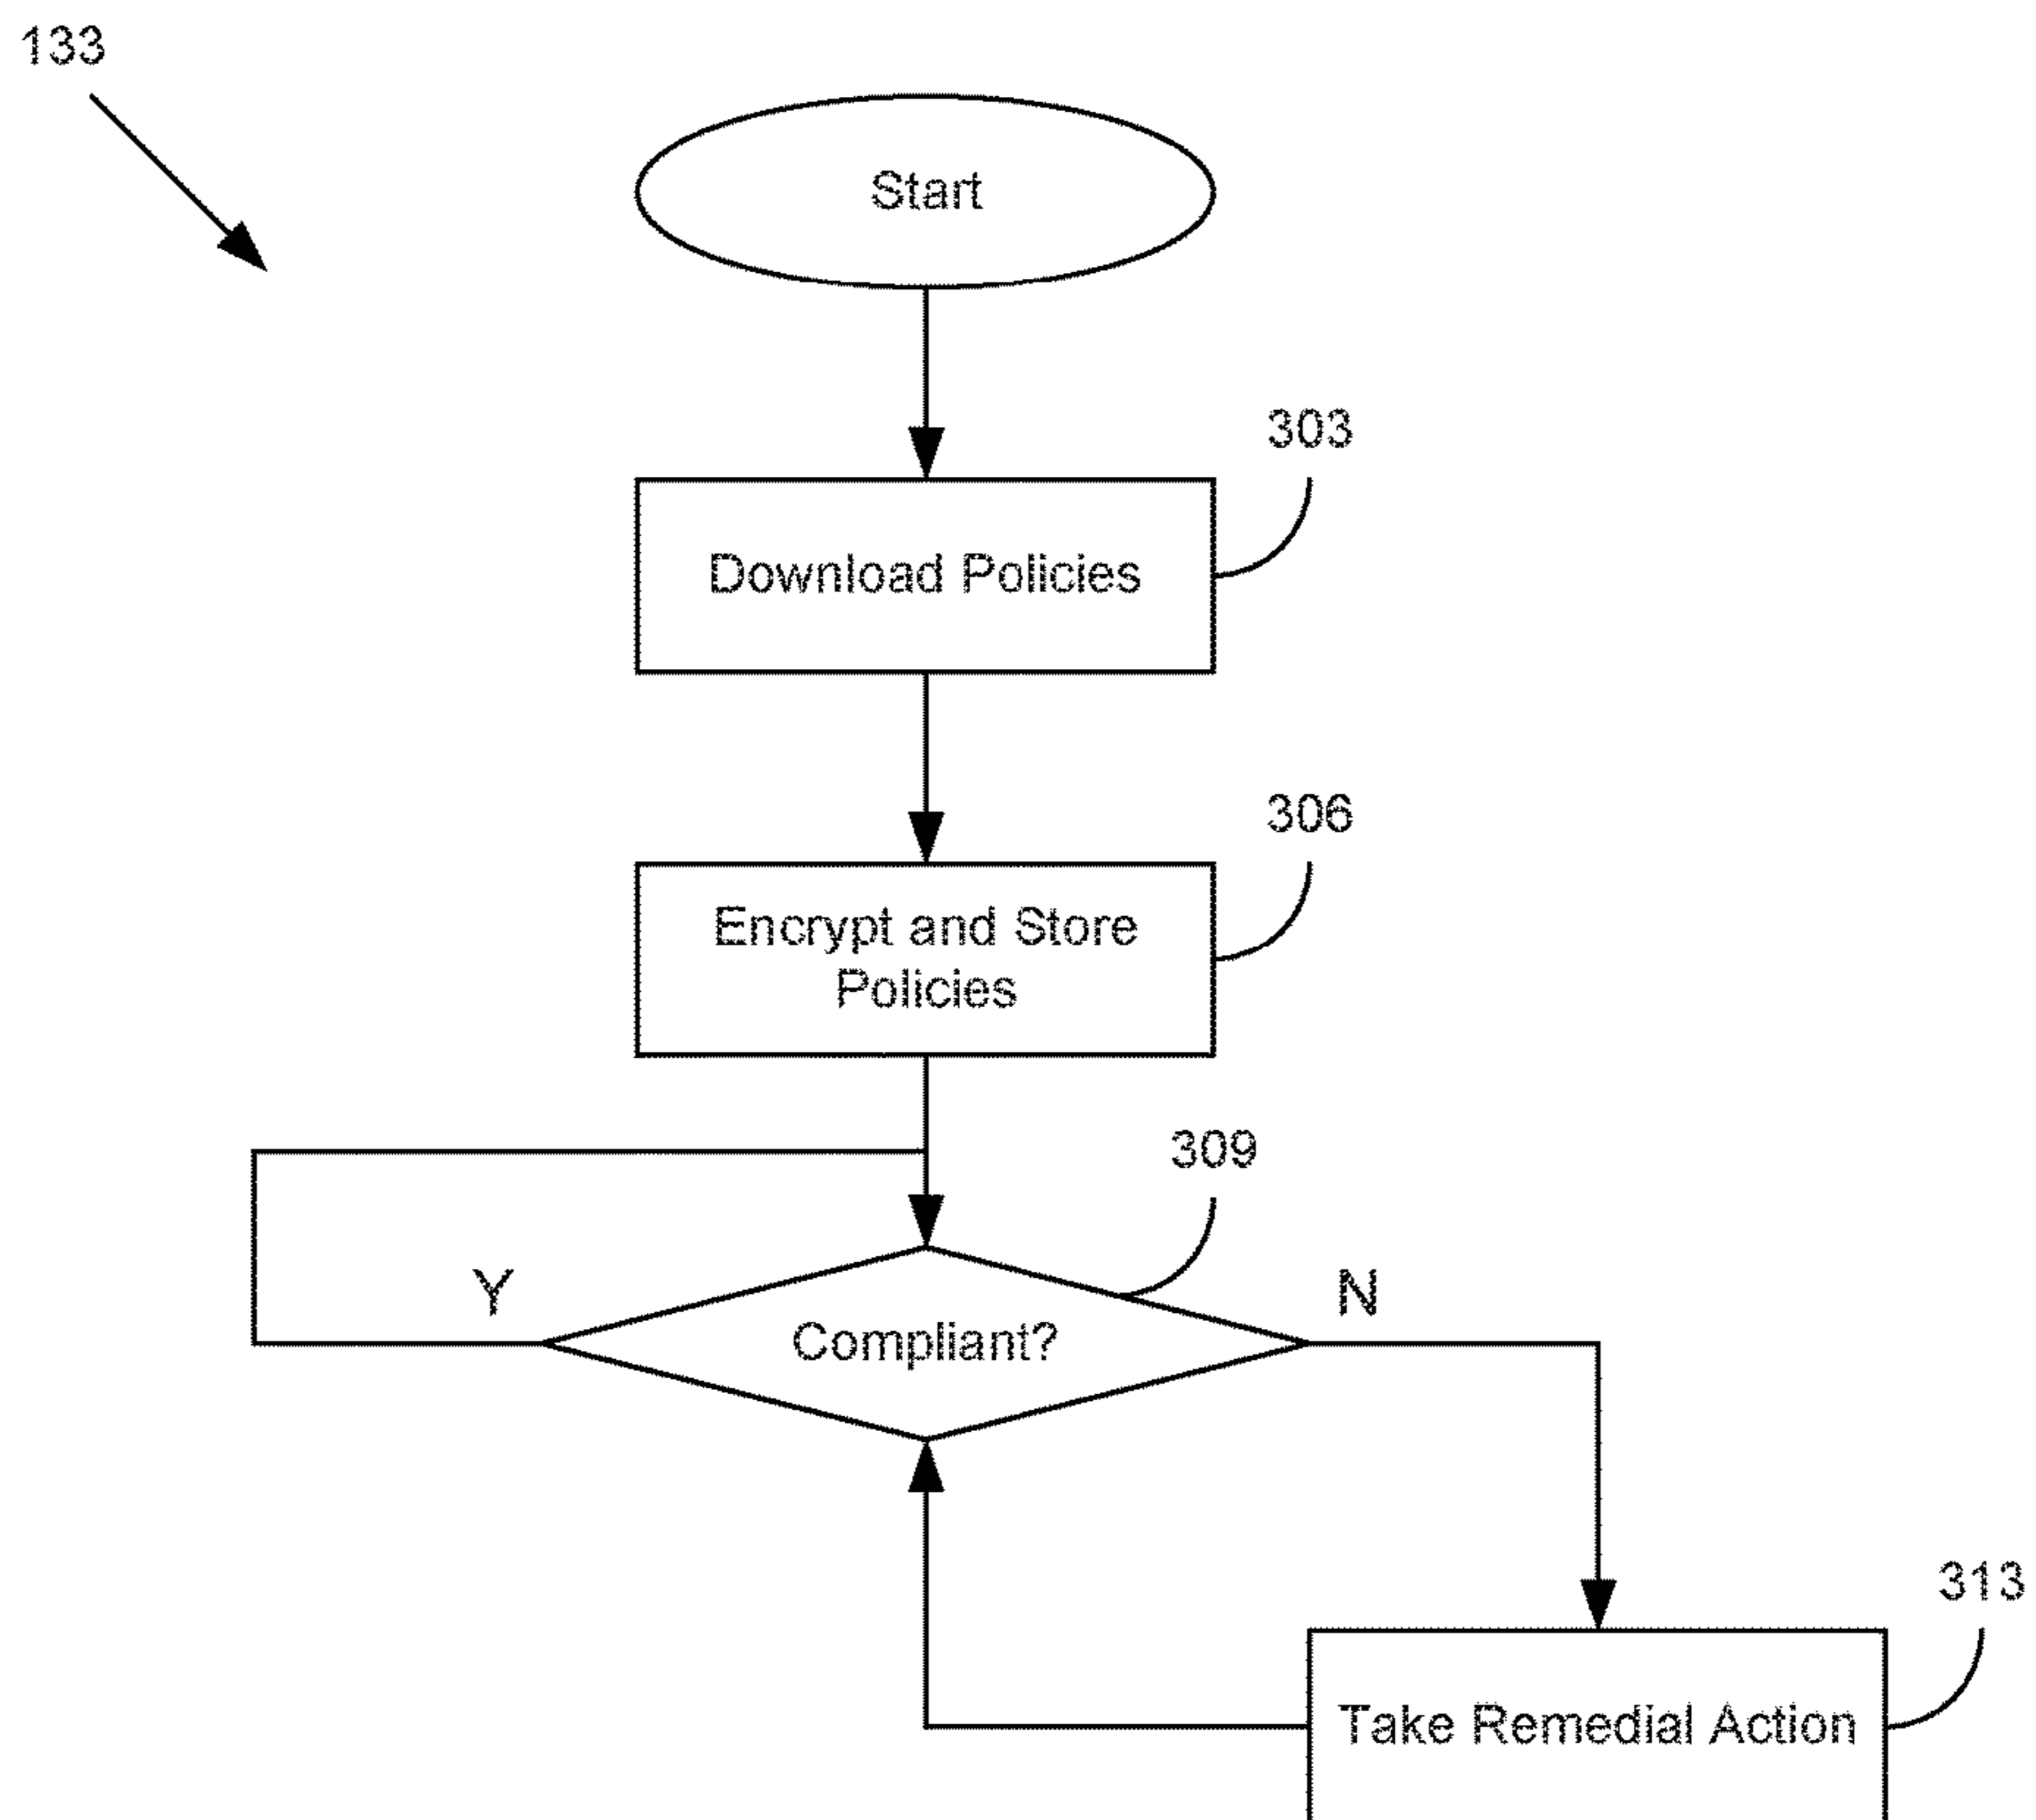 133
Start
303
Download Policies
306
Encrypt and Store
Policies
309
Y
N
Compliant?
313
Take Remedial Action